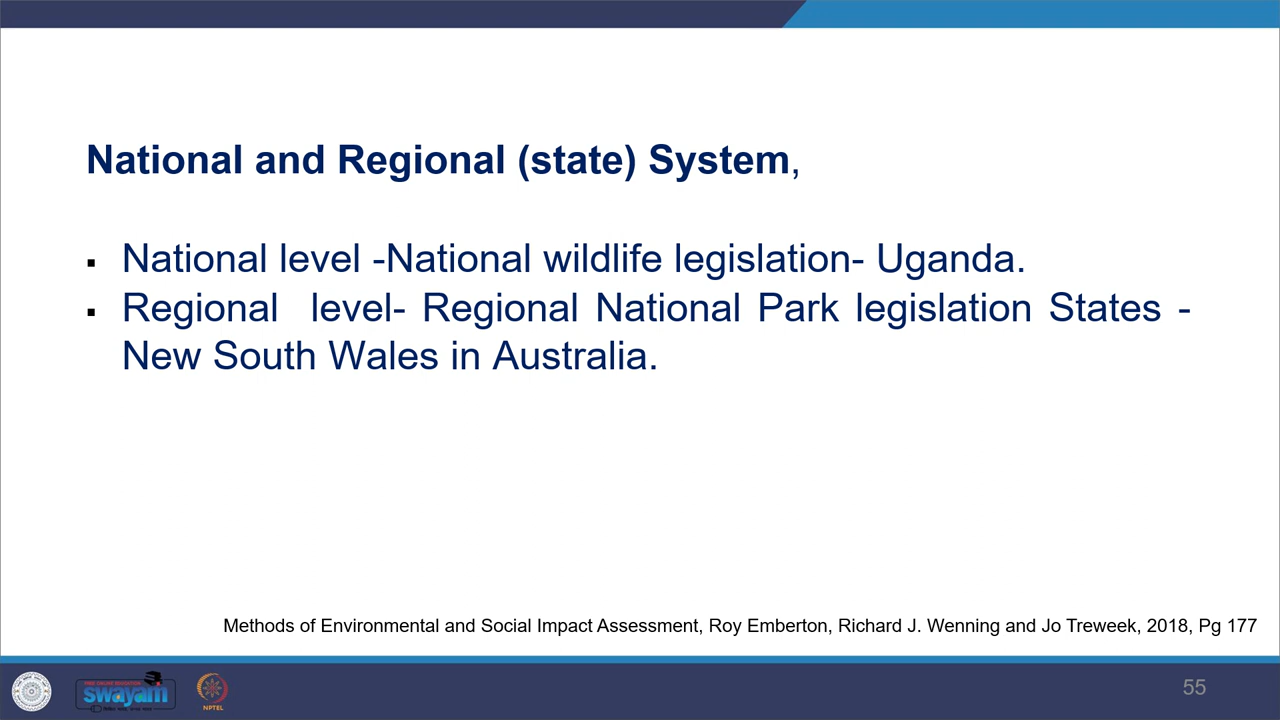 National and Regional (state) System,
▪ National level -National wildlife legislation- Uganda.
▪ Regional level- Regional National Park legislation States -
New South Wales in Australia.
Methods of Environmental and Social Impact Assessment, Roy Emberton, Richard J. Wenning and Jo Treweek, 2018, Pg 177
swayam
NPTEL
55